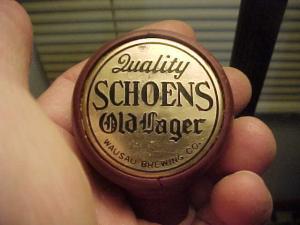 Quality
SCHOENS
Old Lager
WAUSAU BREWING CO.